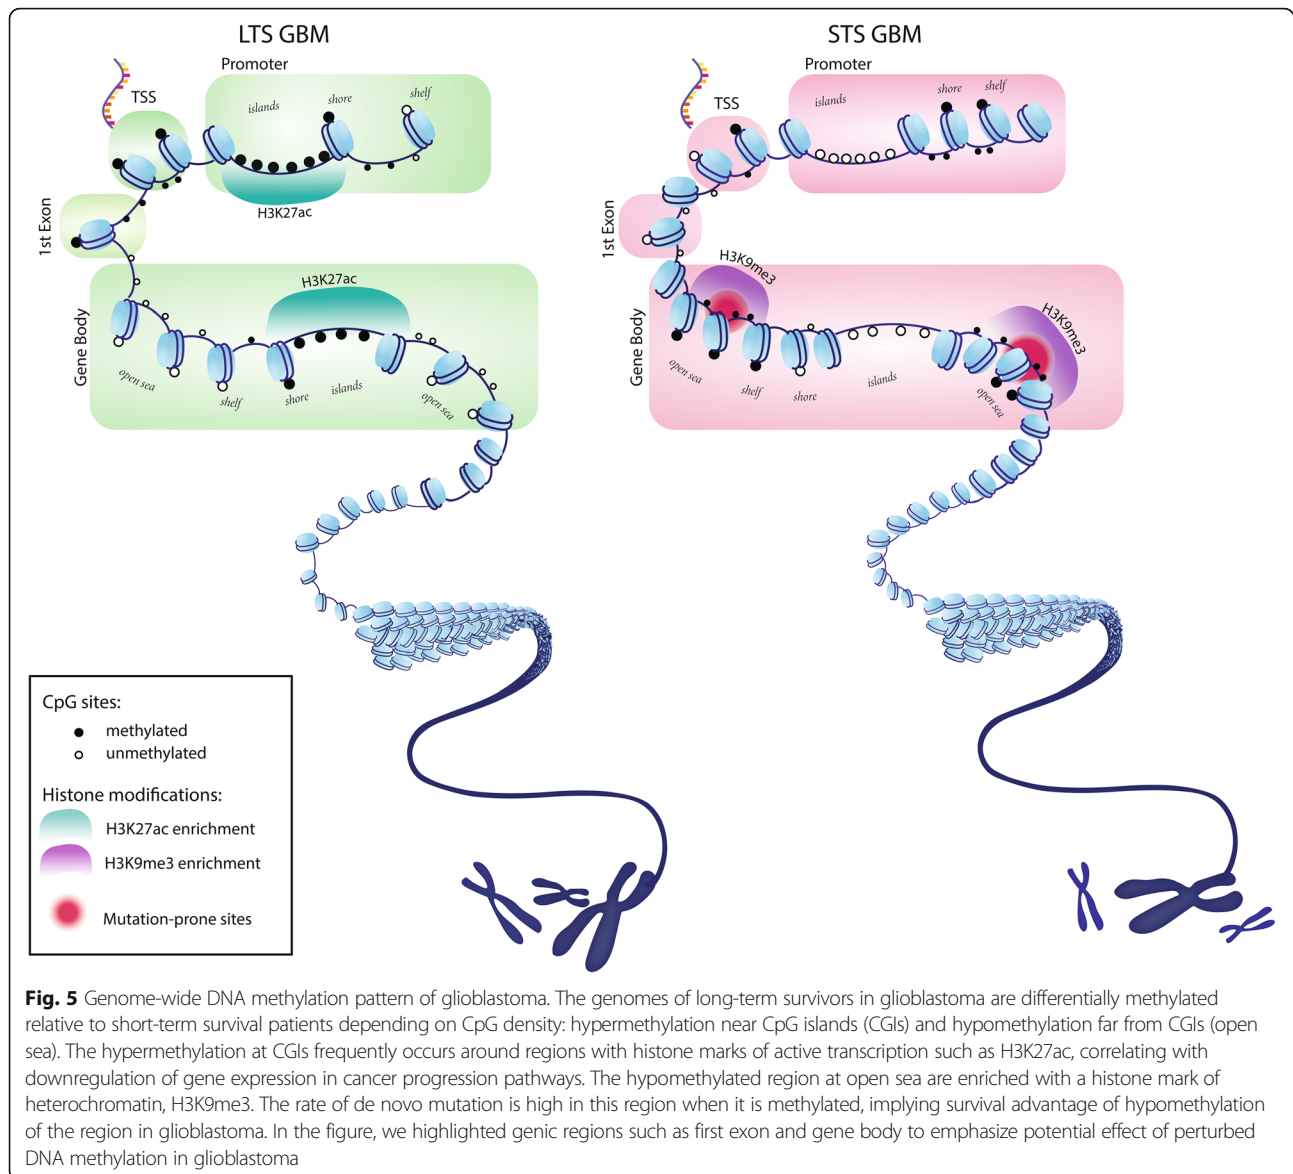 LTS GBM
Promoter
TSS
islands
shore
shelf
H3K27ac
1st Exon
H3K27ac
Gene Body
open sea
shelf
shore
islands
open sea
STS GBM
Promoter
TSS
islands
shore
shelf
1st Exon
H3K9me3
H3K9me3
Gene Body
open sea
shelf
shore
islands
open sea
CpG sites:
methylated
unmethylated
Histone modifications:
H3K27ac enrichment
H3K9me3 enrichment
Mutation-prone sites
Fig. 5 Genome-wide DNA methylation pattern of glioblastoma. The genomes of long-term survivors in glioblastoma are differentially methylated
relative to short-term survival patients depending on CpG density: hypermethylation near CpG islands (CGIs) and hypomethylation far from CGIs (open
sea). The hypermethylation at CGIs frequently occurs around regions with histone marks of active transcription such as H3K27ac, correlating with
downregulation of gene expression in cancer progression pathways. The hypomethylated region at open sea are enriched with a histone mark of
heterochromatin, H3K9me3. The rate of de novo mutation is high in this region when it is methylated, implying survival advantage of hypomethylation
of the region in glioblastoma. In the figure, we highlighted genic regions such as first exon and gene body to emphasize potential effect of perturbed
DNA methylation in glioblastoma